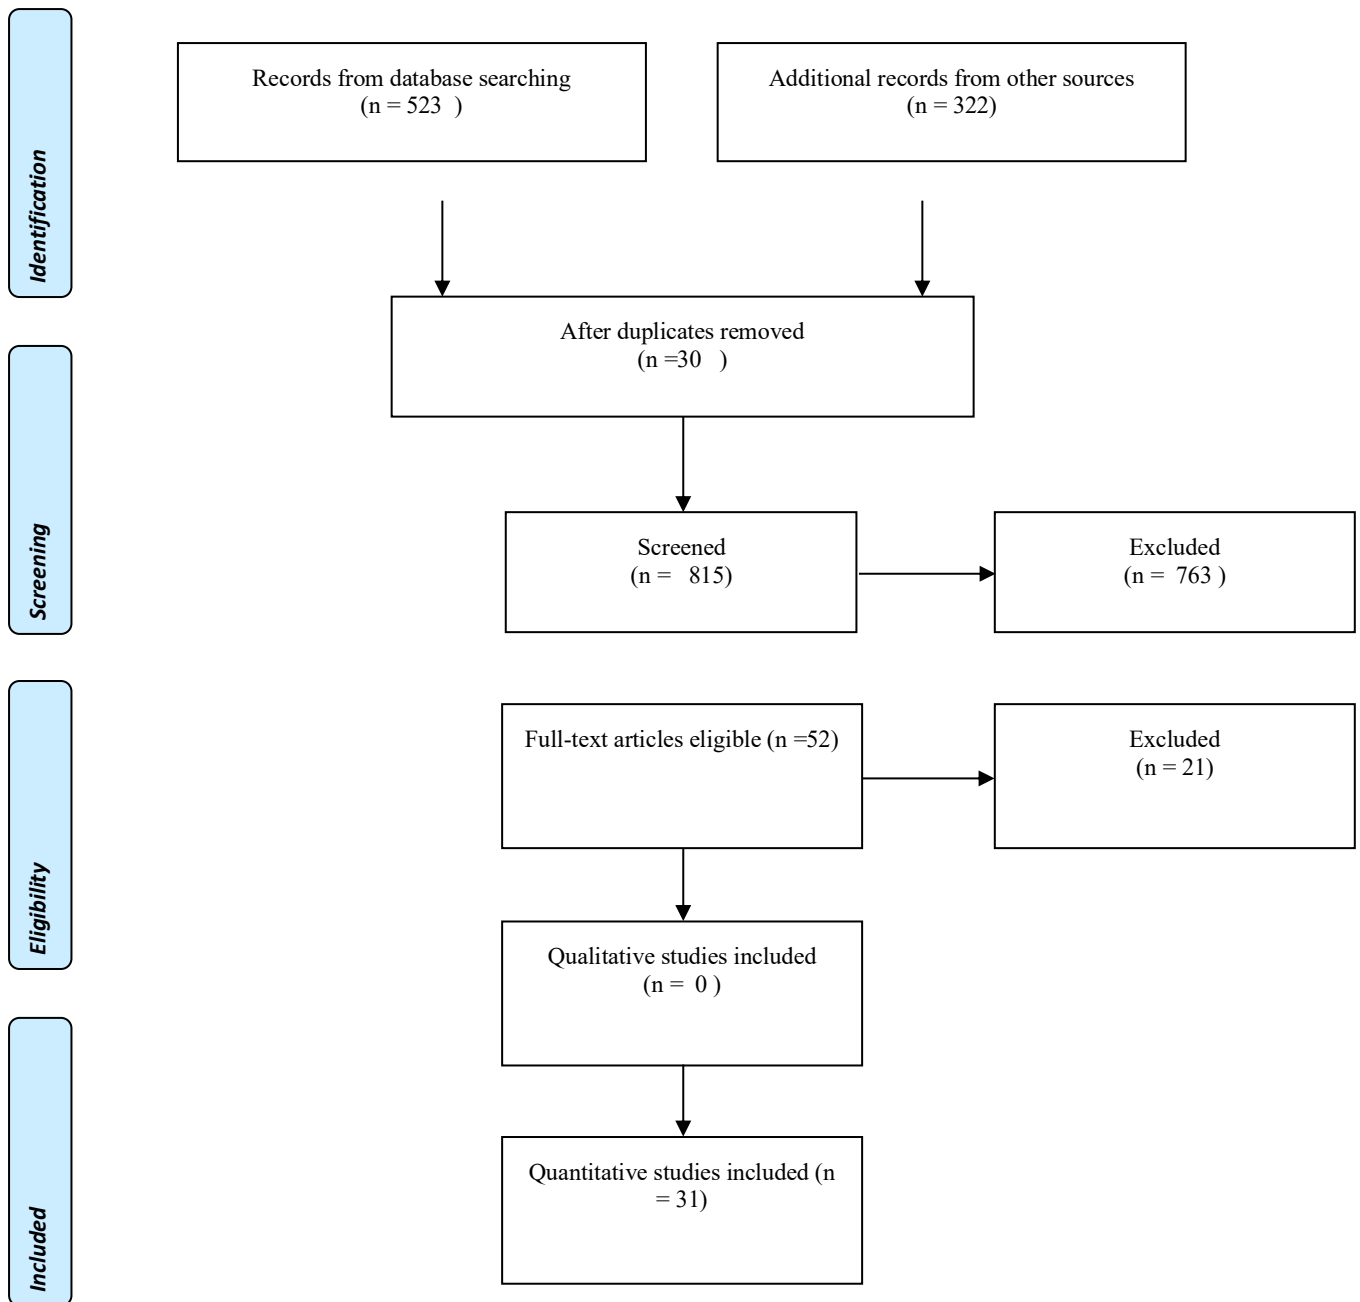 Identification
Records from database searching
(n = 523  )
Additional records from other sources
(n = 322)
After duplicates removed
(n =30   )
Screening
Screened
(n =   815)
Excluded
(n =  763 )
Eligibility
Full-text articles eligible (n =52)
Excluded
(n = 21)
Qualitative studies included
(n =  0 )
Included
Quantitative studies included (n
= 31)